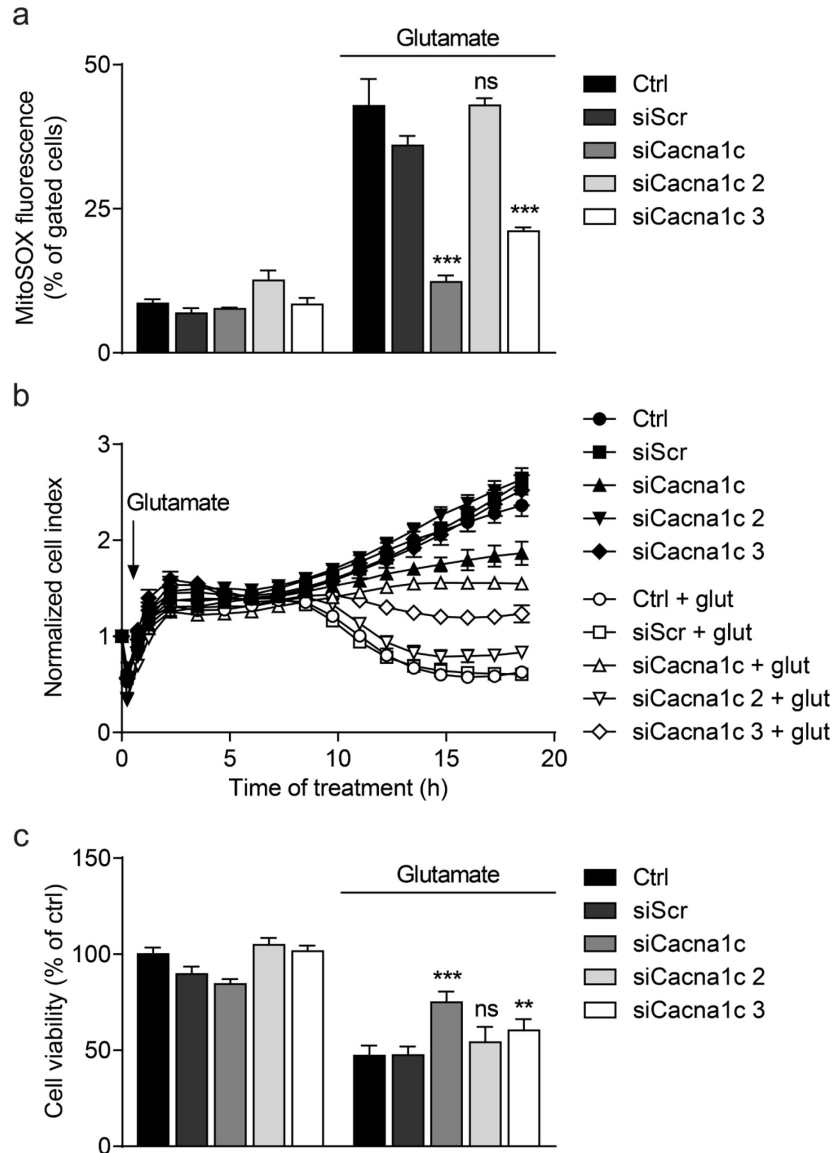 a
Glutamate
MitoSOX fluorescence
(% of gated cells)
50
25
0
ns
***
***
Ctrl
siScr
siCacna1c
siCacna1c 2
siCacna1c 3
b
Normalized cell index
3
2
1
0
Glutamate
0 5 10 15 20
Time of treatment (h)
Ctrl
siScr
siCacna1c
siCacna1c 2
siCacna1c 3
Ctrl + glut
siScr + glut
siCacna1c + glut
siCacna1c 2 + glut
siCacna1c 3 + glut
c
Glutamate
Cell viability (% of ctrl)
150
100
50
0
***
ns
**
Ctrl
siScr
siCacna1c
siCacna1c 2
siCacna1c 3